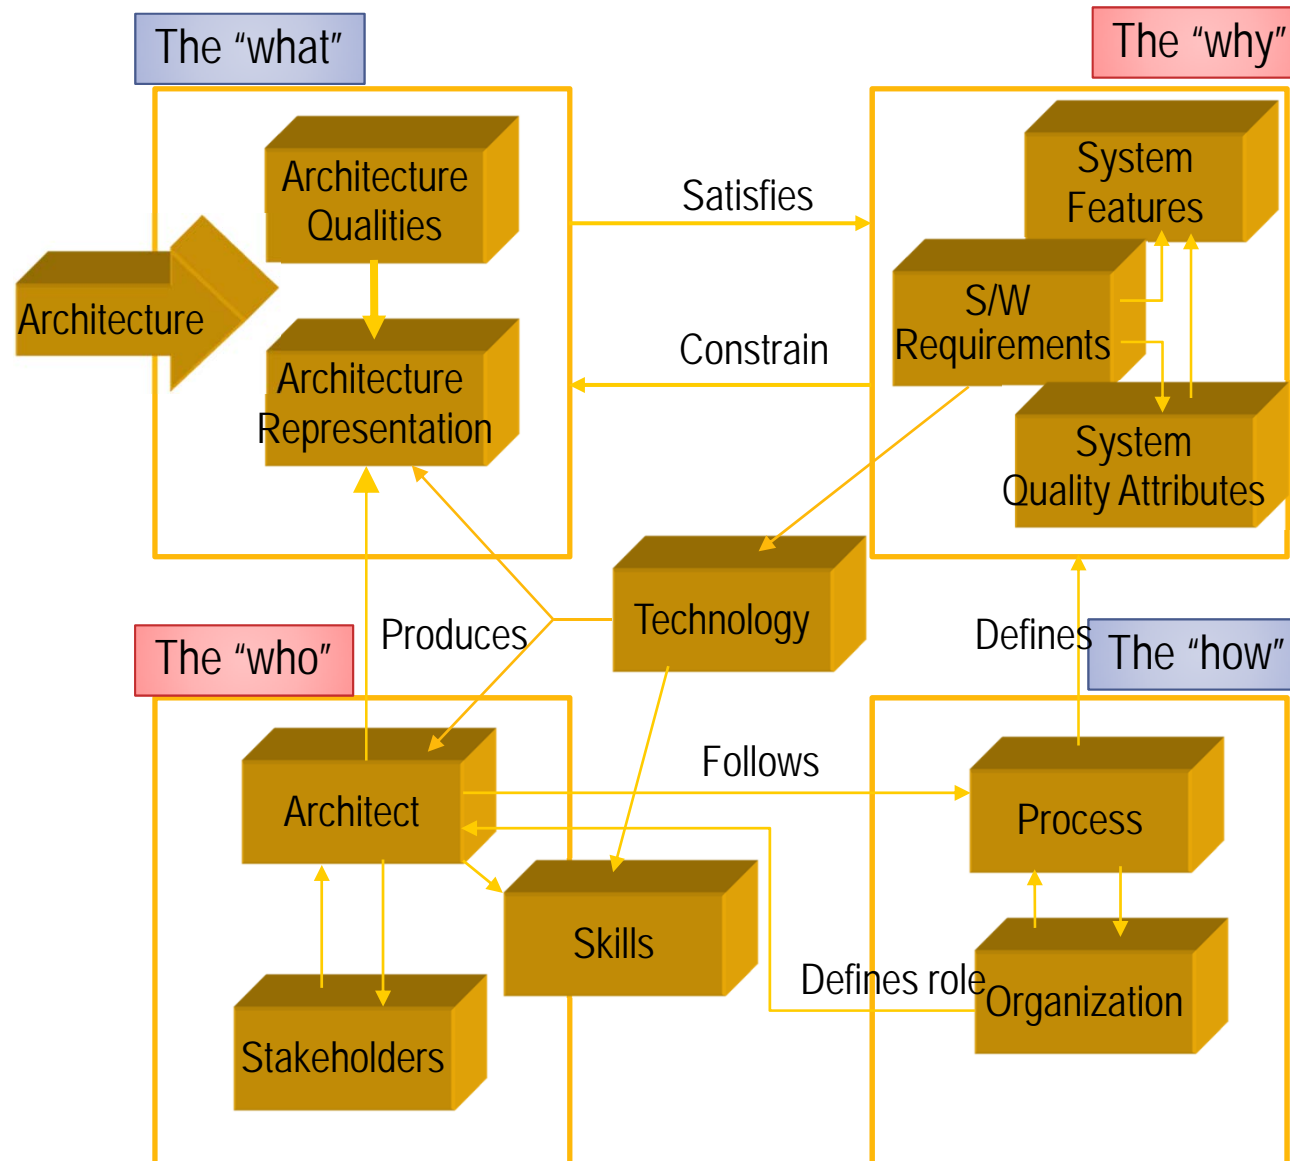 The “what”
The “why”
Architecture
Qualities
System
Features
Satisfies
S/W
Requirements
Architecture
Constrain
Architecture
Representation
System
Quality Attributes
Technology
Produces
Defines
The “who”
The “how”
Follows
Architect
Process
Skills
Defines role
Organization
Stakeholders